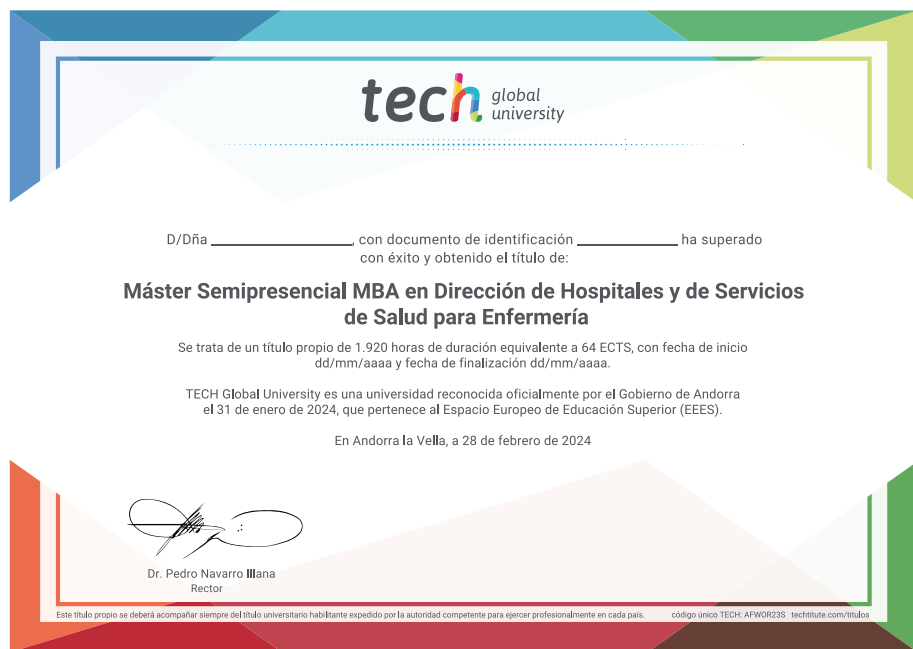 tech global
university
D/Dña ______________, con documento de identificación ____________ ha superado
con éxito y obtenido el título de:
Máster Semipresencial MBA en Dirección de Hospitales y de Servicios
de Salud para Enfermería
Se trata de un título propio de 1.920 horas de duración equivalente a 64 ECTS, con fecha de inicio
dd/mm/aaaa y fecha de finalización dd/mm/aaaa.
TECH Global University es una universidad reconocida oficialmente por el Gobierno de Andorra
el 31 de enero de 2024, que pertenece al Espacio Europeo de Educación Superior (EEES).
En Andorra la Vella, a 28 de febrero de 2024
Dr. Pedro Navarro Illana
Rector
Este título propio se deberá acompañar siempre del título universitario habilitante expedido por la autoridad competente para ejercer profesionalmente en cada país. código único TECH: AFWOR23S techtitute.com/titulos